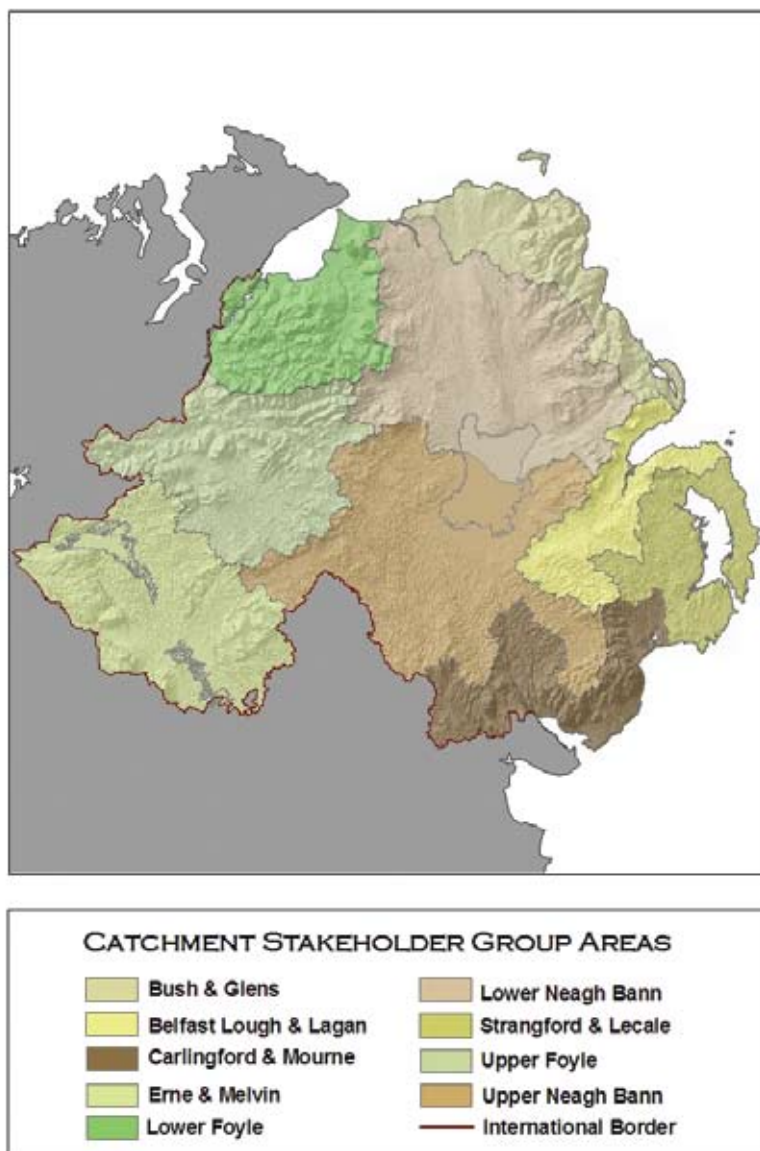 CATCHMENT STAKEHOLDER GROUP AREAS
Bush & Glens
Belfast Lough & Lagan
Carlingford & Mourne
Erne & Melvin
Lower Foyle
Lower Neagh Bann
Strangford & Lecale
Upper Foyle
Upper Neagh Bann
International Border